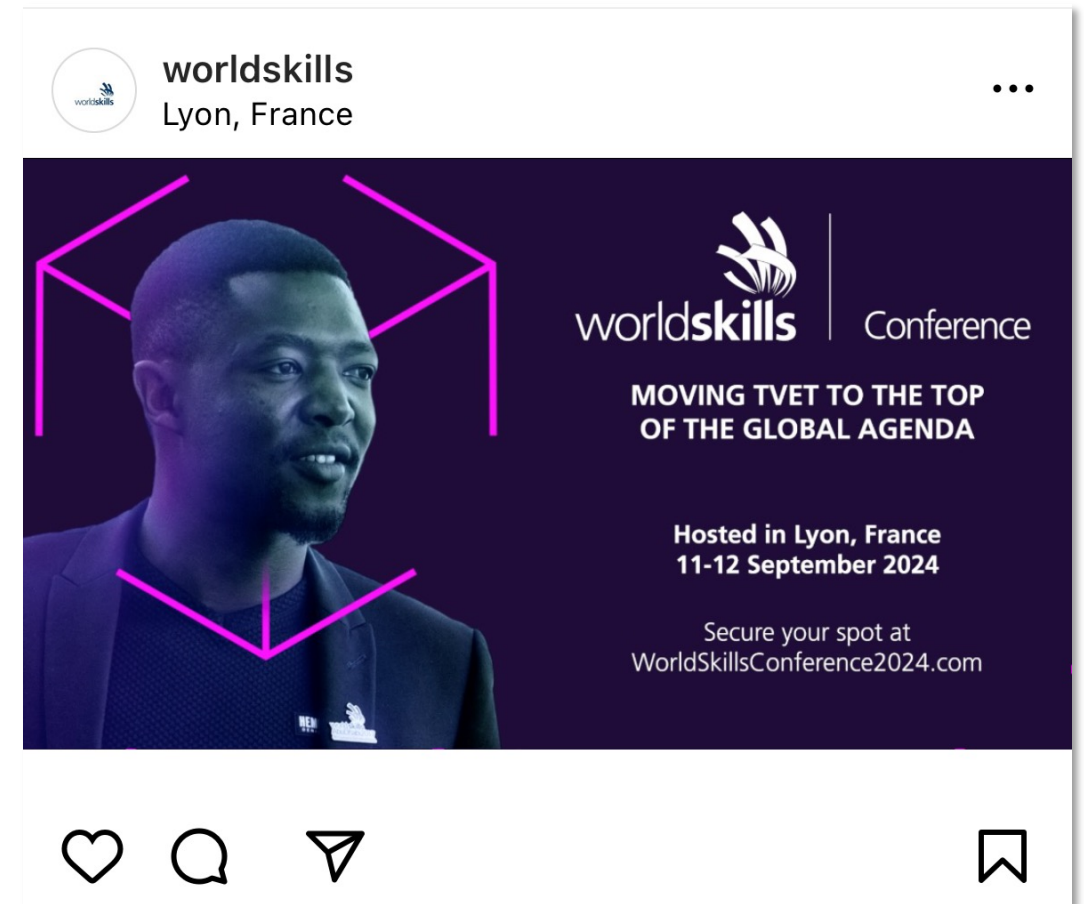 worldskills
worldskills
Lyon, France
worldskills
Conference
MOVING TVET TO THE TOP
OF THE GLOBAL AGENDA
Hosted in Lyon, France
11-12 September 2024
Secure your spot at
WorldSkillsConference2024.com